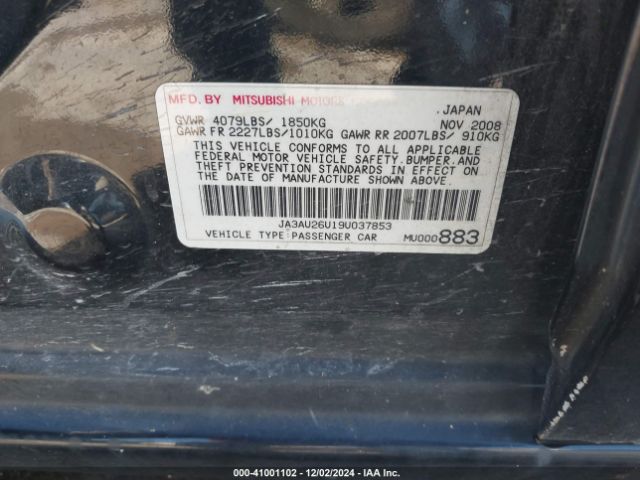 MFD. BY MITSUBISHI MOTORS
, JAPAN
GVWR 4079LBS/ 1850KG NOV 2008
GAWR FR 2227LBS/1010KG GAWR RR 2007LBS/ 910KG
THIS VEHICLE CONFORMS TO ALL APPLICABLE
FEDERAL MOTOR VEHICLE SAFETY, BUMPER, AND
THEFT PREVENTION STANDARDS IN EFFECT ON
THE DATE OF MANUFACTURE SHOWN ABOVE.
JA3AU26U19U037853
VEHICLE TYPE:PASSENGER CAR MU000883
000-41001102 - 12/02/2024 - IAA Inc.